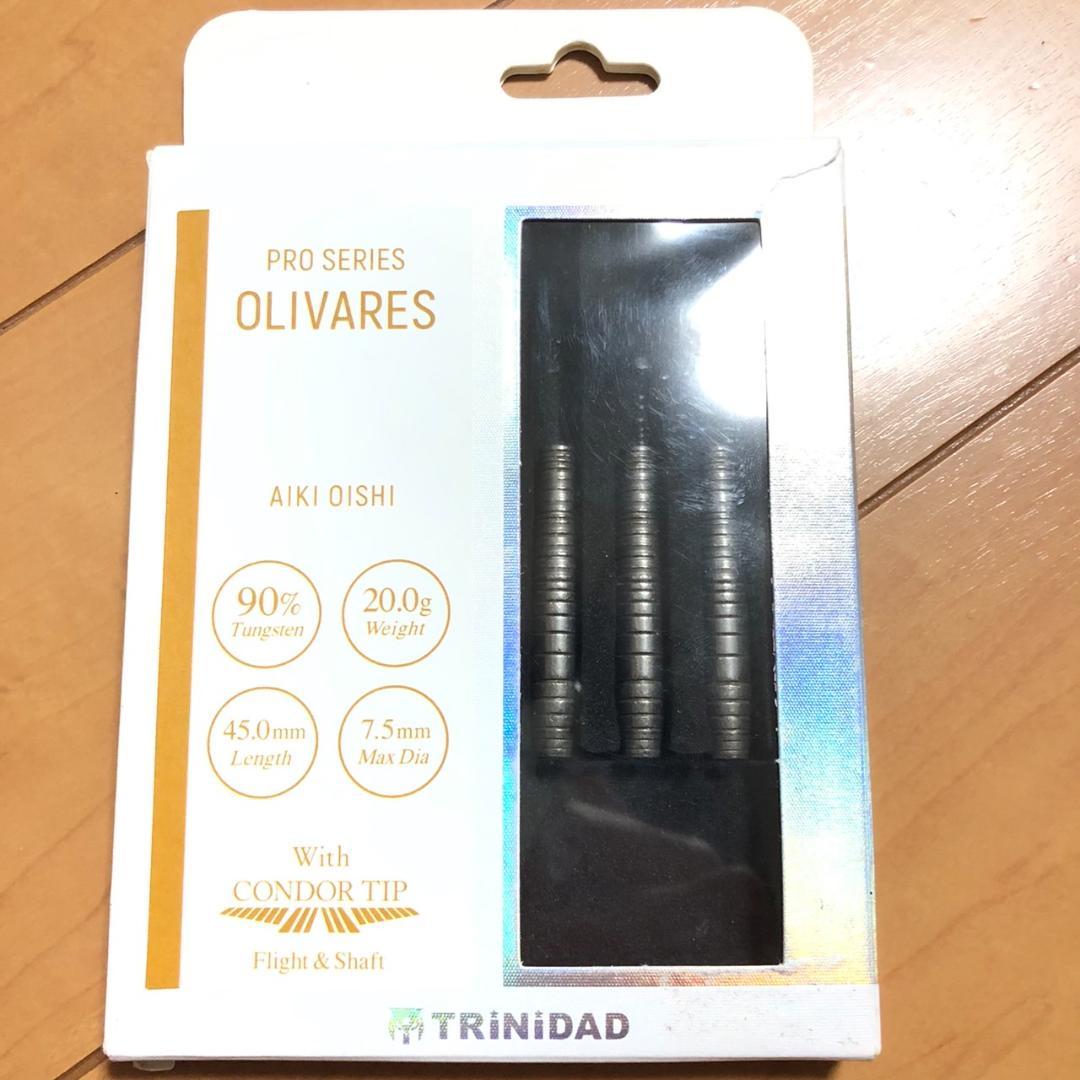 PRO SERIES
OLIVARES
AIKI OISHI
90%
Tungsten
20.0g
Weight
45.0mm
Length
7.5mm
Max Dia
With
CONDOR TIP
Flight & Shaft
TRiNiDAD